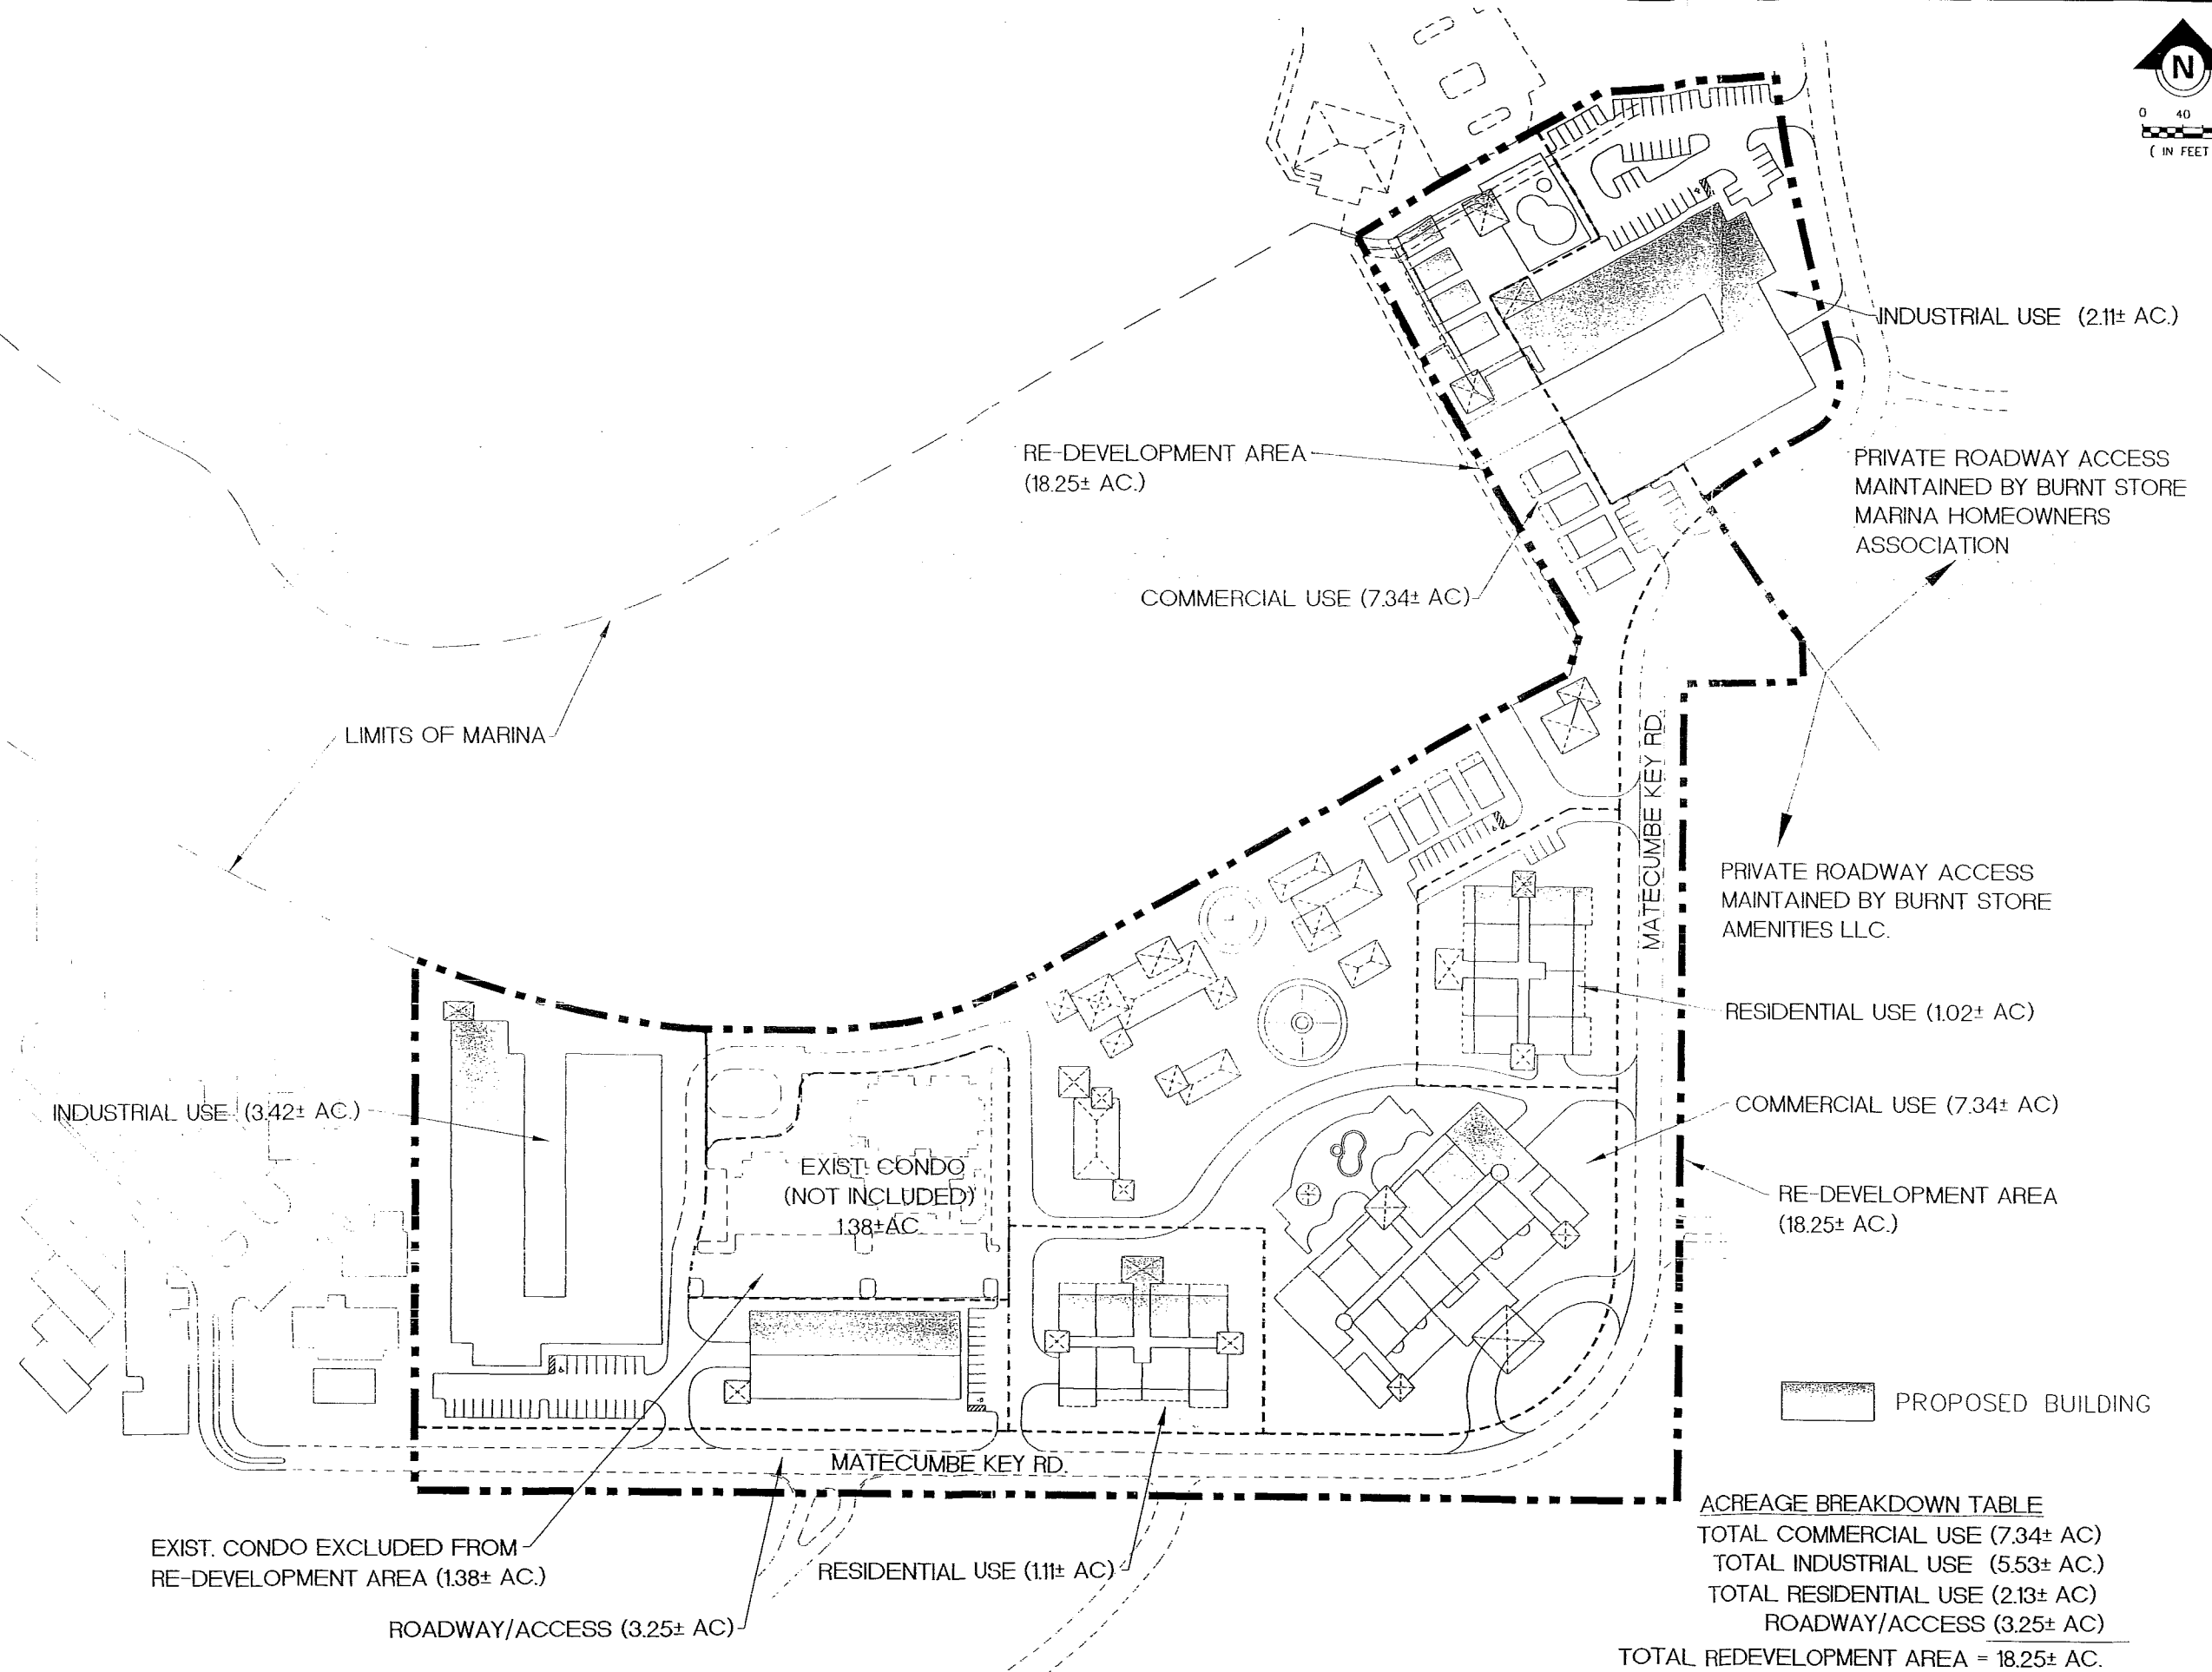 N
0 40
( IN FEET
INDUSTRIAL USE (2.11± AC.)
RE-DEVELOPMENT AREA
(18.25± AC.)
PRIVATE ROADWAY ACCESS
MAINTAINED BY BURNT STORE
MARINA HOMEOWNERS
ASSOCIATION
COMMERCIAL USE (7.34± AC)
LIMITS OF MARINA
MATECUMBE KEY RD.
PRIVATE ROADWAY ACCESS
MAINTAINED BY BURNT STORE
AMENITIES LLC.
RESIDENTIAL USE (1.02± AC)
INDUSTRIAL USE (3.42± AC.)
COMMERCIAL USE (7.34± AC)
EXIST. CONDO
(NOT INCLUDED)
1.38±AC.
RE-DEVELOPMENT AREA
(18.25± AC.)
PROPOSED BUILDING
MATECUMBE KEY RD.
EXIST. CONDO EXCLUDED FROM
RE-DEVELOPMENT AREA (1.38± AC.)
RESIDENTIAL USE (1.11± AC)
ROADWAY/ACCESS (3.25± AC)
ACREAGE BREAKDOWN TABLE
TOTAL COMMERCIAL USE (7.34± AC)
TOTAL INDUSTRIAL USE (5.53± AC.)
TOTAL RESIDENTIAL USE (2.13± AC)
ROADWAY/ACCESS (3.25± AC)
TOTAL REDEVELOPMENT AREA = 18.25± AC.